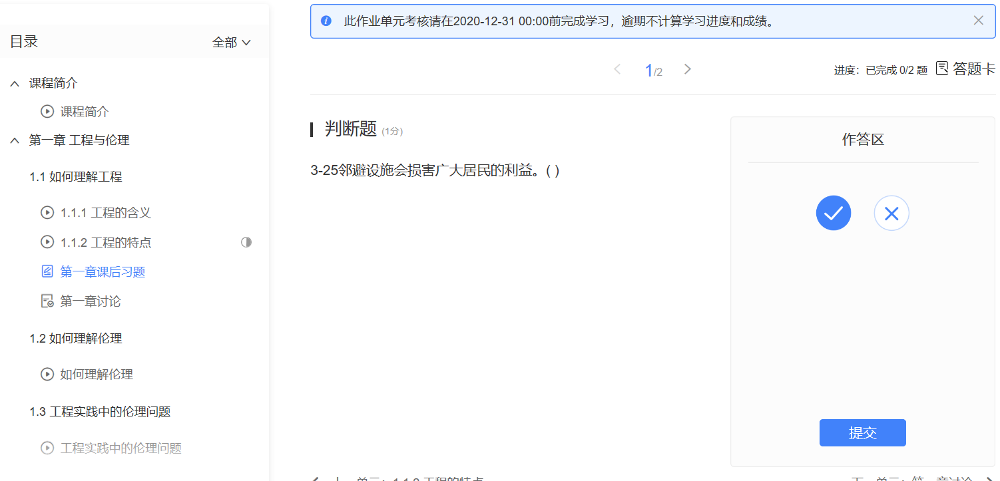 此作业单元考核请在2020-12-31 00:00前完成学习，逾期不计算学习进度和成绩。
目录
全部
1/2
进度：已完成 0/2 题
答题卡
课程简介
课程简介
第一章 工程与伦理
1.1 如何理解工程
1.1.1 工程的含义
1.1.2 工程的特点
第一章课后习题
第一章讨论
1.2 如何理解伦理
如何理解伦理
1.3 工程实践中的伦理问题
工程实践中的伦理问题
判断题 (1分)
3-25邻避设施会损害广大居民的利益。( )
作答区
提交
上一单元：1.1.2 工程的特点
下一单元：第一章讨论